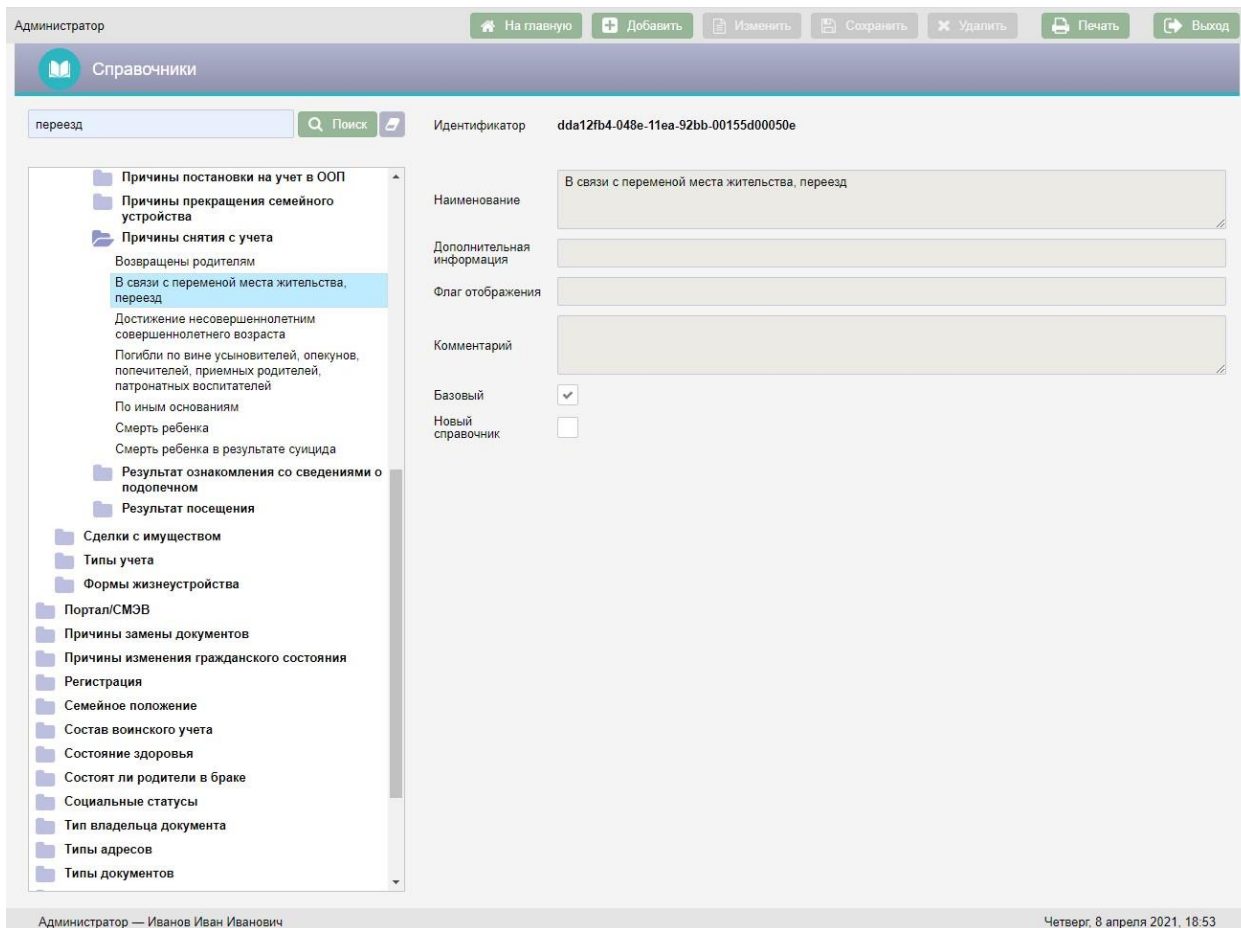 Администратор
На главную
Добавить
Изменить
Сохранить
Удалить
Печать
Выход
Справочники
переезд
Поиск
Идентификатор
dda12fb4-048e-11ea-92bb-00155d00050e
Причины постановки на учет в ООП
Причины прекращения семейного
устройства
Причины снятия с учета
Возвращены родителям
В связи с переменой места жительства,
переезд
Достижение несовершеннолетним
совершеннолетнего возраста
Погибли по вине усыновителей, опекунов,
попечителей, приемных родителей,
патронатных воспитателей
По иным основаниям
Смерть ребенка
Смерть ребенка в результате суицида
Результат ознакомления со сведениями о
подопечном
Результат посещения
Сделки с имуществом
Типы учета
Формы жизнеустройства
Портал/СМЭВ
Причины замены документов
Причины изменения гражданского состояния
Регистрация
Семейное положение
Состав воинского учета
Состояние здоровья
Состоят ли родители в браке
Социальные статусы
Тип владельца документа
Типы адресов
Типы документов
Наименование
В связи с переменой места жительства, переезд
Дополнительная
информация
Флаг отображения
Комментарий
Базовый
Новый
справочник
Администратор — Иванов Иван Иванович
Четверг, 8 апреля 2021, 18:53